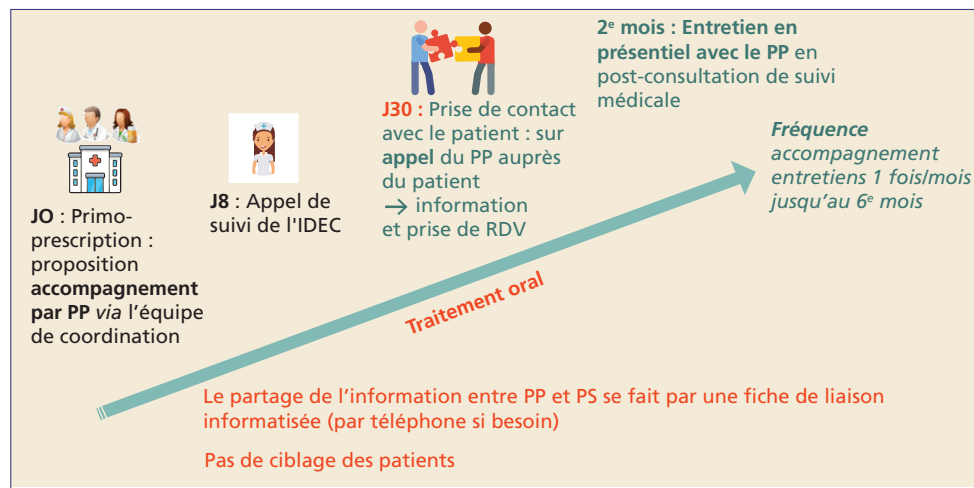 JO : Primo-
prescription :
proposition
accompagnement
par PP via l'équipe
de coordination
J8 : Appel de
suivi de l'IDEC
J30 : Prise de contact
avec le patient : sur
appel du PP auprès
du patient
→ information
et prise de RDV
2e mois : Entretien en
présentiel avec le PP en
post-consultation de suivi
médicale
Fréquence
accompagnement
entretiens 1 fois/mois
jusqu'au 6e mois
Traitement oral
Le partage de l'information entre PP et PS se fait par une fiche de liaison
informatisée (par téléphone si besoin)
Pas de ciblage des patients